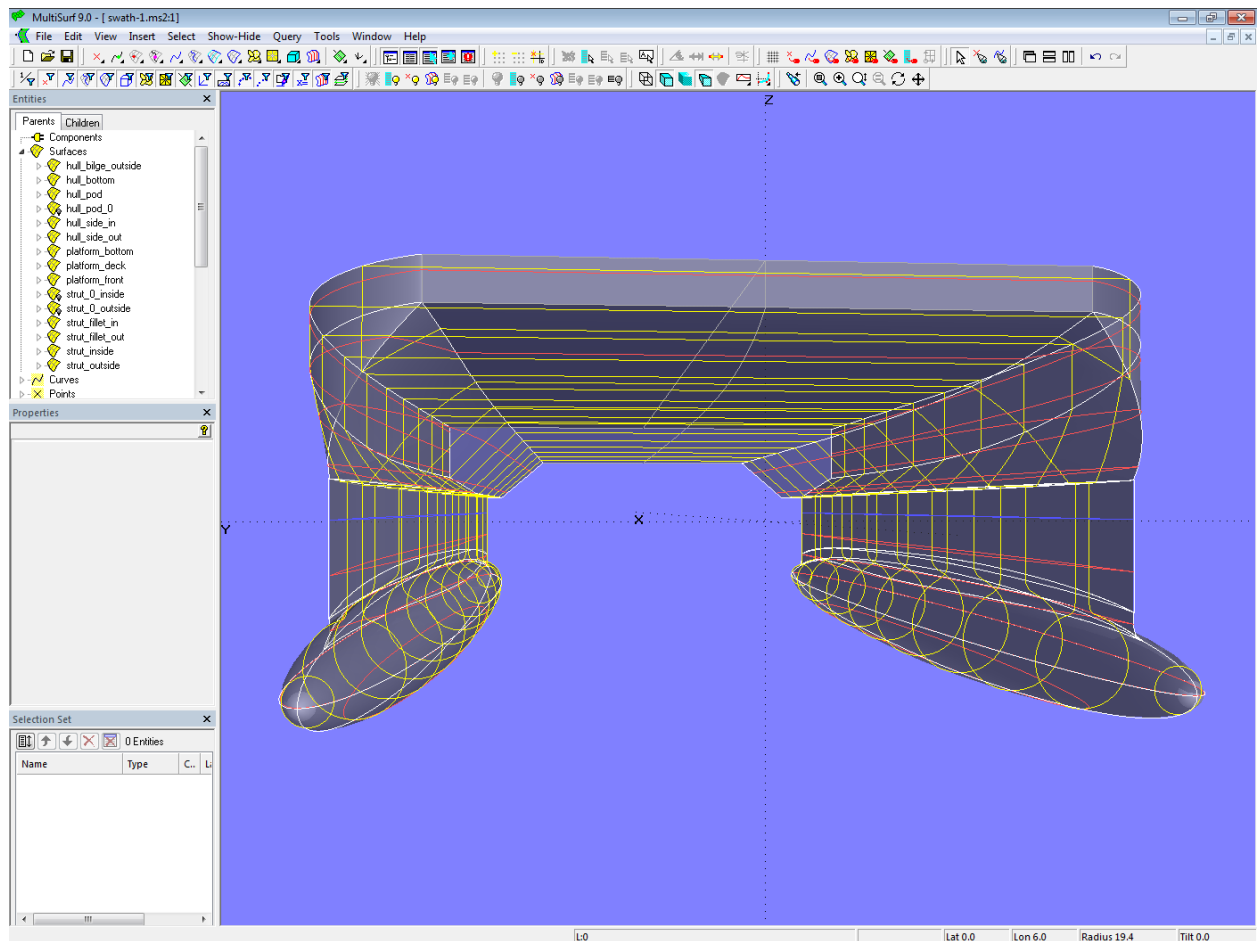 MultiSurf 9.0 - [ swath-1.ms2:1]
File Edit View Insert Select Show-Hide Query Tools Window Help
Entities
Parents Children
Components
Surfaces
hull_bilge_outside
hull_bottom
hull_pod
hull_pod_0
hull_side_in
hull_side_out
platform_bottom
platform_deck
platform_front
strut_0_inside
strut_0_outside
strut_fillet_in
strut_fillet_out
strut_inside
strut_outside
Curves
Points
Properties
Selection Set
0 Entities
Name Type C.. L
Z
Y
X
L:0 Lat 0.0 Lon 6.0 Radius 19.4 Tilt 0.0